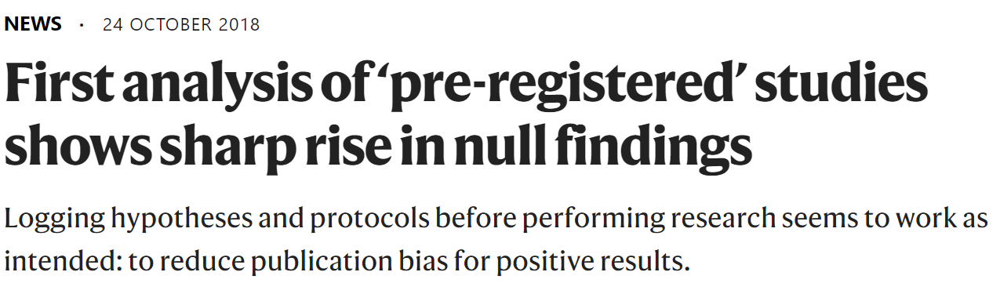 NEWS · 24 OCTOBER 2018
First analysis of ‘pre-registered’ studies
shows sharp rise in null findings
Logging hypotheses and protocols before performing research seems to work as
intended: to reduce publication bias for positive results.